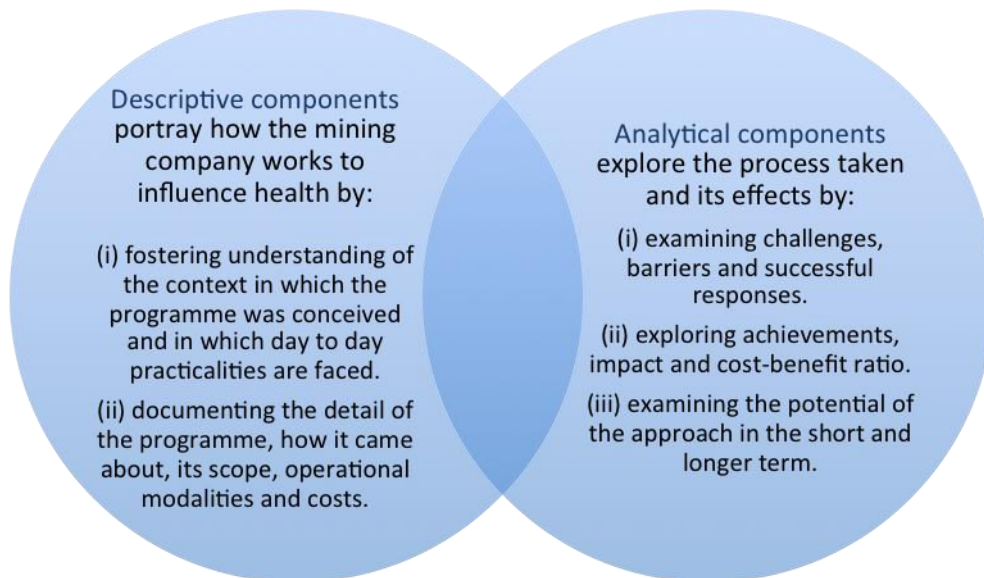 Descriptive components
portray how the mining
company works to
influence health by:
(i) fostering understanding of
the context in which the
programme was conceived
and in which day to day
practicalities are faced.
(ii) documenting the detail of
the programme, how it came
about, its scope, operational
modalities and costs.
Analytical components
explore the process taken
and its effects by:
(i) examining challenges,
barriers and successful
responses.
(ii) exploring achievements,
impact and cost-benefit ratio.
(iii) examining the potential of
the approach in the short and
longer term.